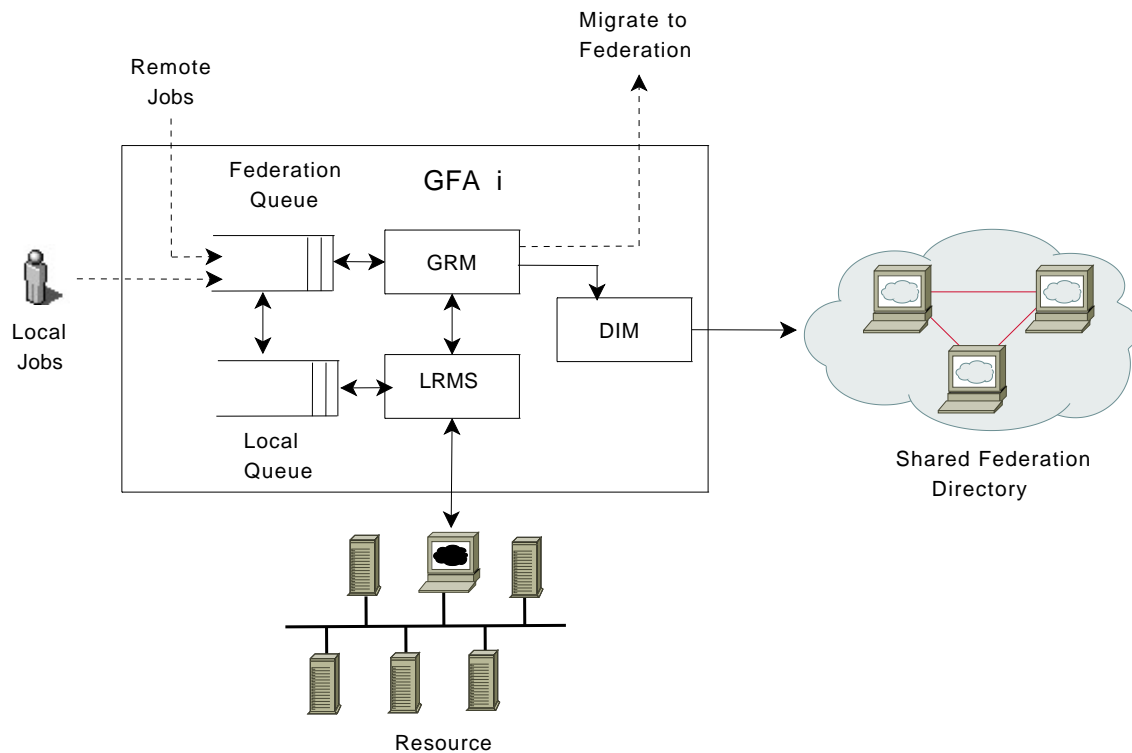 Migrate to
Federation
Remote
Jobs
Federation
Queue
GFA i
GRM
Local
Jobs
DIM
LRMS
Local
Queue
Shared Federation
Directory
Resource